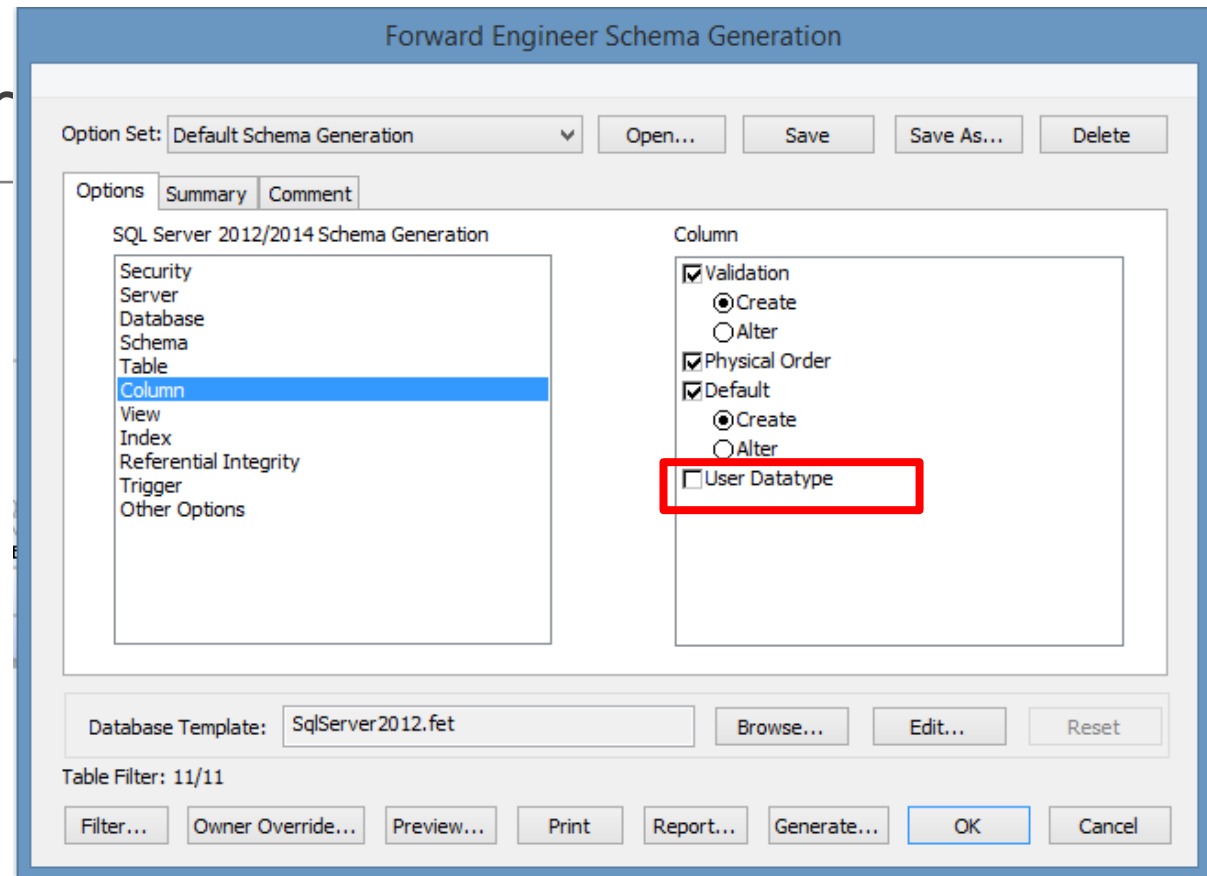 Forward Engineer Schema Generation
Option Set: Default Schema Generation Open... Save Save As... Delete
Options Summary Comment
SQL Server 2012/2014 Schema Generation
Security
Server
Database
Schema
Table
Column
View
Index
Referential Integrity
Trigger
Other Options
Column
Validation
Create
Alter
Physical Order
Default
Create
Alter
User Datatype
Database Template: SqlServer2012.fet Browse... Edit... Reset
Table Filter: 11/11
Filter... Owner Override... Preview... Print Report... Generate... OK Cancel